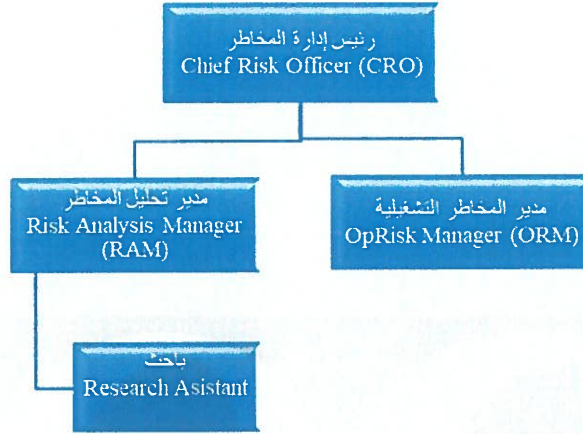 رئيس إدارة المخاطر
Chief Risk Officer (CRO)
مدير تحليل المخاطر
Risk Analysis Manager
(RAM)
مدير المخاطر التشغيلية
OpRisk Manager (ORM)
باحث
Research Asistant